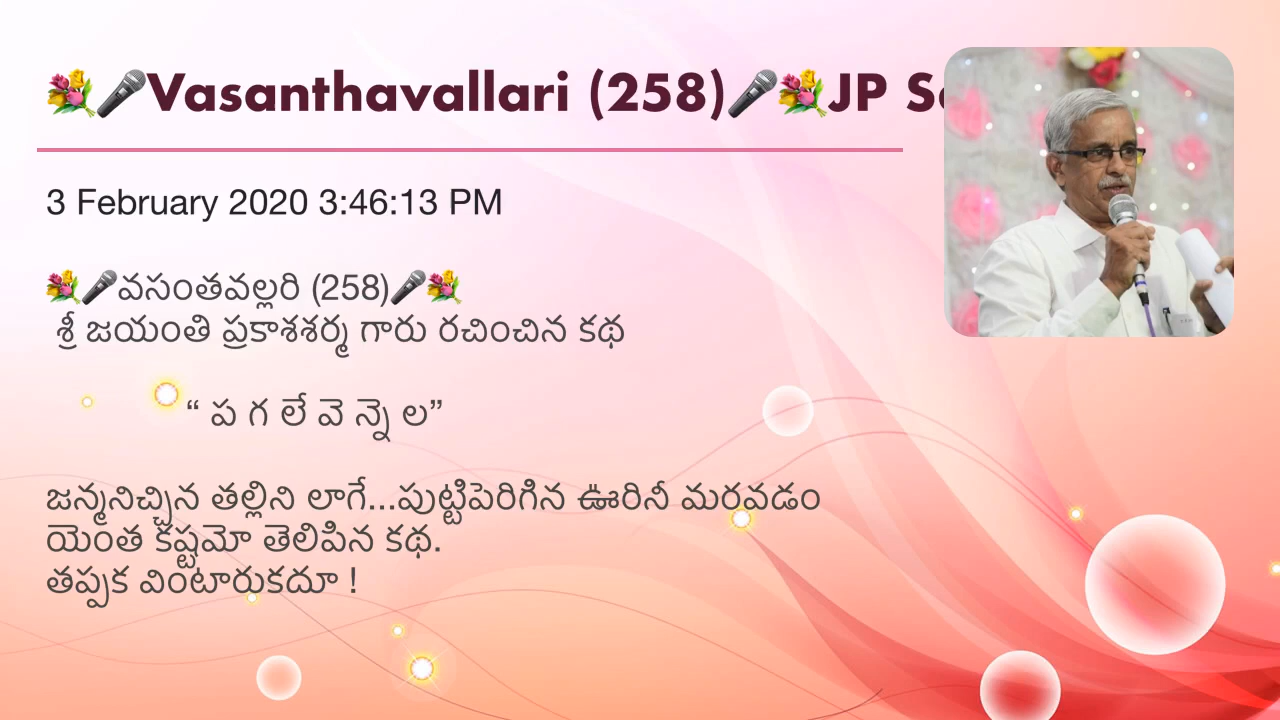 💐🎤Vasanthavallari (258)🎤💐JP
3 February 2020 3:46:13 PM
💐🎤వసంతవల్లరి (258)🎤💐
శ్రీ జయంతి ప్రకాశశర్మ గారు రచించిన కథ
“ ప గ లే వె న్నె ల”
జన్మనిచ్చిన తల్లిని లాగే...పుట్టిపెరిగిన ఊరినీ మరవడం
యెంత కష్టమో తెలిపిన కథ.
తప్పక వింటారుకదూ !